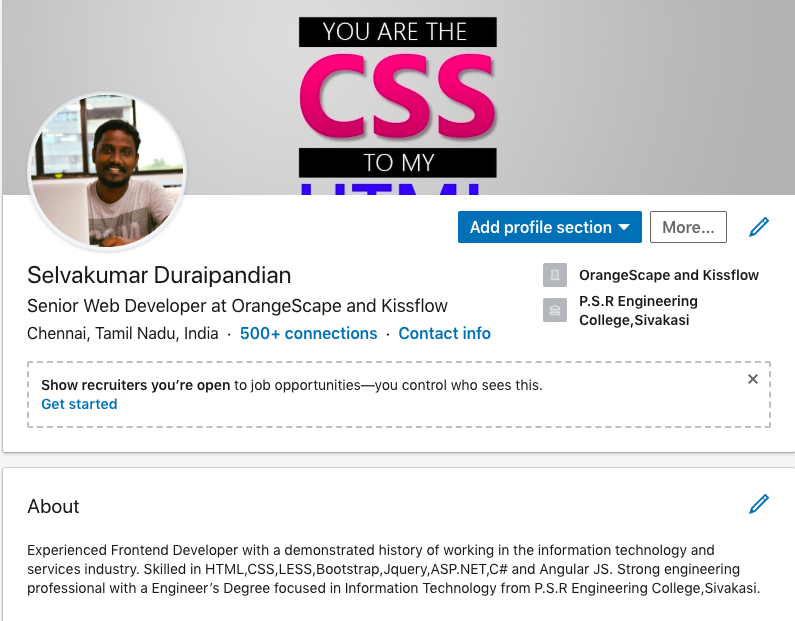 YOU ARE THE
CSS
TO MY
HTML
Add profile section
More...
Selvakumar Duraipandian
Senior Web Developer at OrangeScape and Kissflow
Chennai, Tamil Nadu, India · 500+ connections · Contact info
OrangeScape and Kissflow
P.S.R Engineering
College,Sivakasi
Show recruiters you’re open to job opportunities—you control who sees this.
Get started
About
Experienced Frontend Developer with a demonstrated history of working in the information technology and
services industry. Skilled in HTML,CSS,LESS,Bootstrap,Jquery,ASP.NET,C# and Angular JS. Strong engineering
professional with a Engineer’s Degree focused in Information Technology from P.S.R Engineering College,Sivakasi.